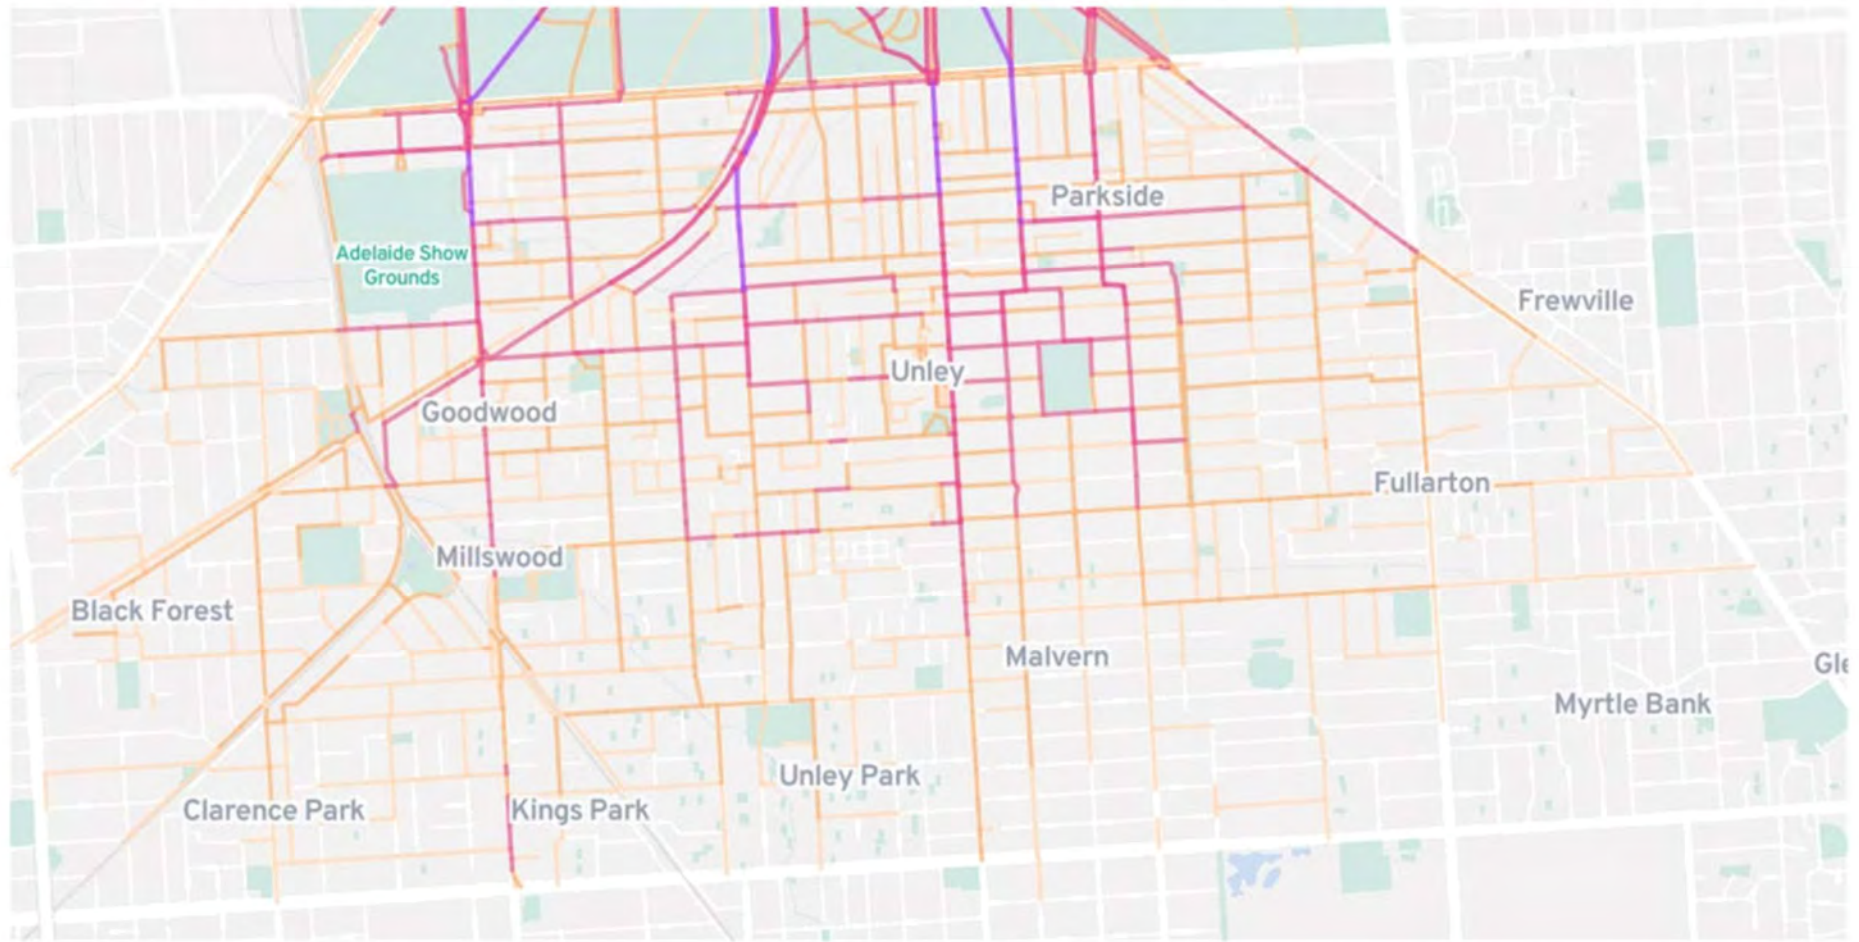 Parkside
Adelaide Show
Grounds
Frewville
Unley
Goodwood
Fullarton
Millswood
Black Forest
Malvern
Gle
Myrtle Bank
Unley Park
Clarence Park
Kings Park